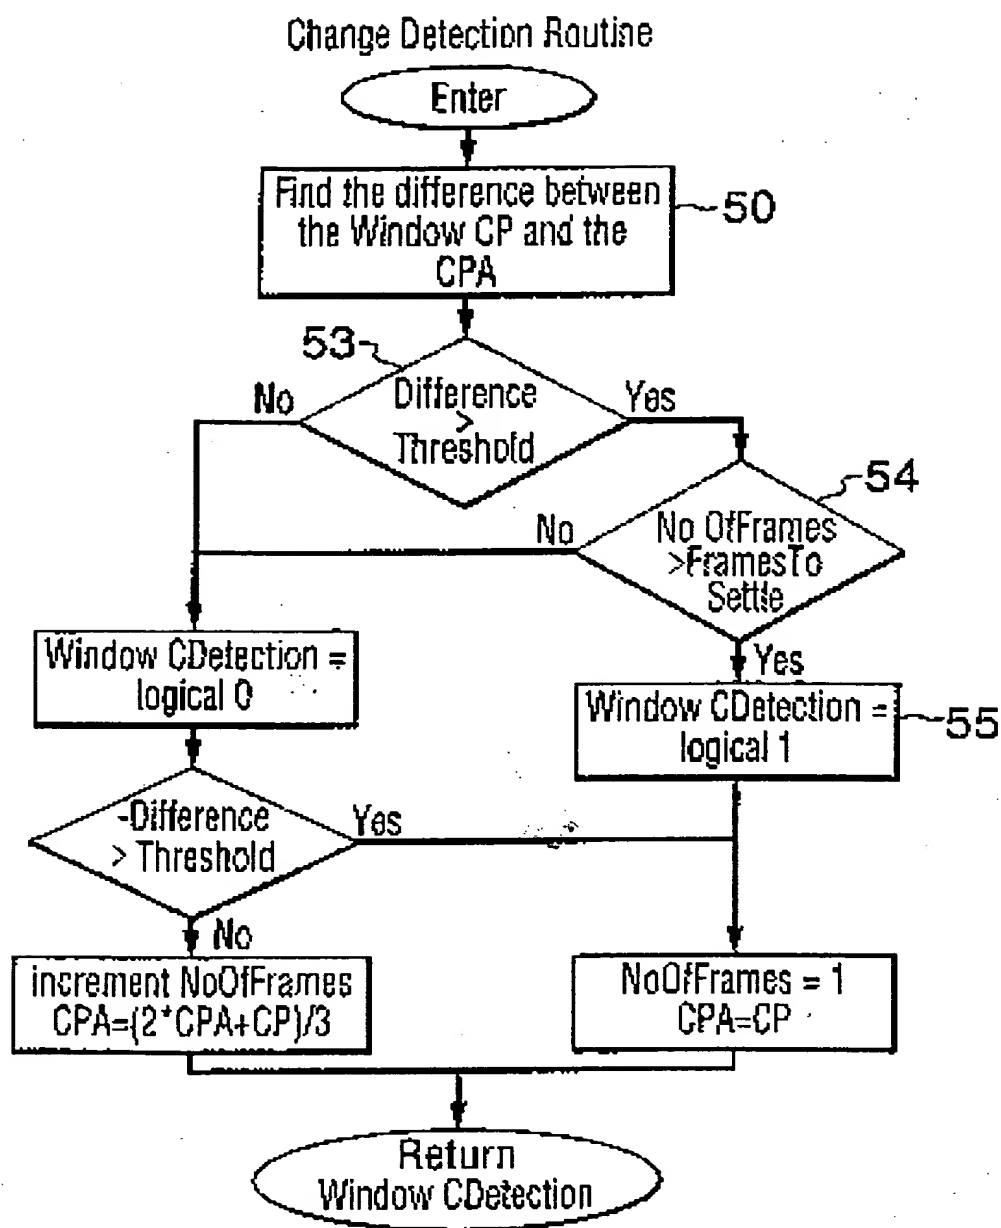 Change Detection Routine
Enter
Find the difference between
the Window CP and the
CPA
50
53
Difference
>
Threshold
No
Yes
54
No OfFrames
>FramesTo
Settle
No
Yes
Window CDetection =
logical 0
Window CDetection =
logical 1
55
-Difference
> Threshold
Yes
No
increment NoOfFrames
CPA=(2*CPA+CP)/3
NoOfFrames = 1
CPA=CP
Return
Window CDetection